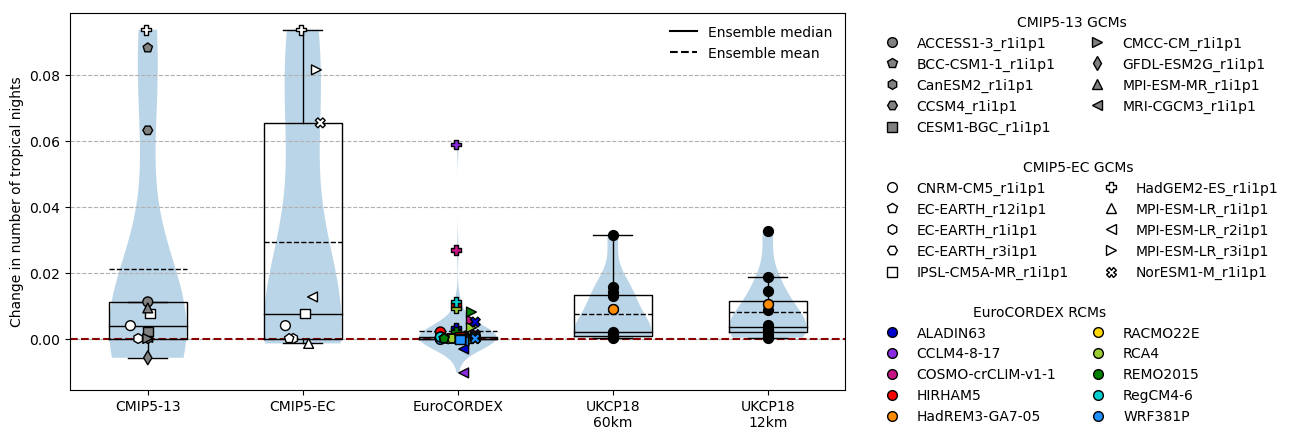 Change in number of tropical nights
0.08
0.06
0.04
0.02
0.00
Ensemble median
Ensemble mean
CMIP5-13
CMIP5-EC
EuroCORDEX
UKCP18
60km
UKCP18
12km
CMIP5-13 GCMs
ACCESS1-3_r1i1p1
BCC-CSM1-1_r1i1p1
CanESM2_r1i1p1
CCSM4_r1i1p1
CESM1-BGC_r1i1p1
CMCC-CM_r1i1p1
GFDL-ESM2G_r1i1p1
MPI-ESM-MR_r1i1p1
MRI-CGCM3_r1i1p1
CMIP5-EC GCMs
CNRM-CM5_r1i1p1
EC-EARTH_r12i1p1
EC-EARTH_r1i1p1
EC-EARTH_r3i1p1
IPSL-CM5A-MR_r1i1p1
HadGEM2-ES_r1i1p1
MPI-ESM-LR_r1i1p1
MPI-ESM-LR_r2i1p1
MPI-ESM-LR_r3i1p1
NorESM1-M_r1i1p1
EuroCORDEX RCMs
ALADIN63
CCLM4-8-17
COSMO-crCLIM-v1-1
HIRHAM5
HadREM3-GA7-05
RACMO22E
RCA4
REMO2015
RegCM4-6
WRF381P